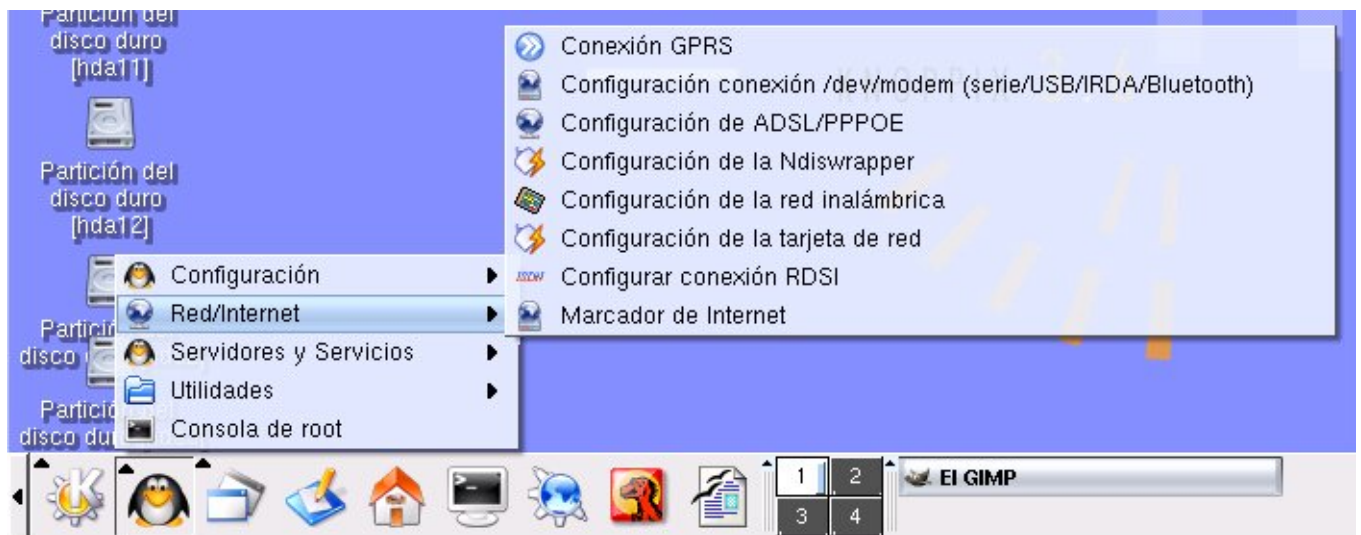 Partición del
disco duro
[hda11]
Partición del
disco duro
[hda12]
disco
disco
Configuración
Red/Internet
Servidores y Servicios
Utilidades
Consola de root
Conexión GPRS
Configuración conexión /dev/modem (serie/USB/IRDA/Bluetooth)
Configuración de ADSL/PPPOE
Configuración de la Ndiswrapper
Configuración de la red inalámbrica
Configuración de la tarjeta de red
Configurar conexión RDSI
Marcador de Internet
KNOPPIX
1 2
3 4
El GIMP